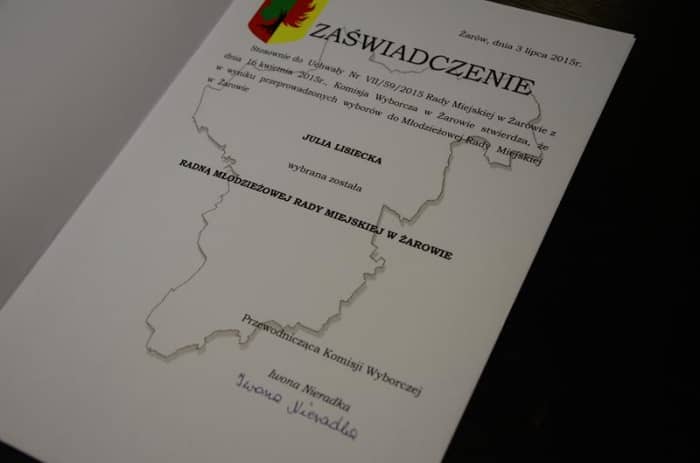 Żarów, dnia 3 lipca 2015r.
ZAŚWIADCZENIE
Stosownie do Uchwały Nr VII/59/2015 Rady Miejskiej w Żarowie z
dnia 16 kwietnia 2015r., Komisja Wyborcza w Żarowie stwierdza, że
w wyniku przeprowadzonych wyborów do Młodzieżowej Rady Miejskiej
w Żarowie
JULIA LISIECKA
wybrana została
RADNĄ MŁODZIEŻOWEJ RADY MIEJSKIEJ W ŻAROWIE
Przewodnicząca Komisji Wyborczej
Iwona Nieradka
Iwona Nieradka